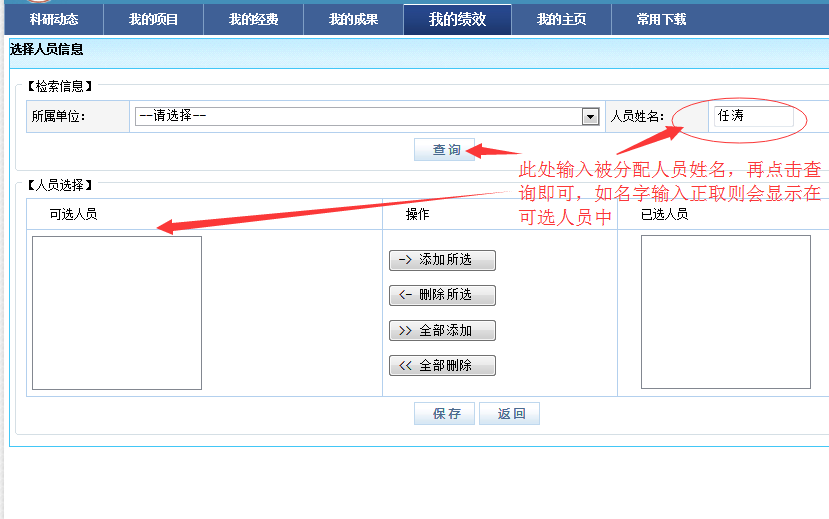 科研动态 我的项目 我的经费 我的成果 我的绩效 我的主页 常用下载
选择人员信息
【检索信息】
所属单位: --请选择-- 人员姓名: 任涛
查询
此处输入被分配人员姓名，再点击查
询即可，如名字输入正取则会显示在
可选人员中
【人员选择】
可选人员 操作 已选人员
-> 添加所选
<- 删除所选
>> 全部添加
<< 全部删除
保存 返回